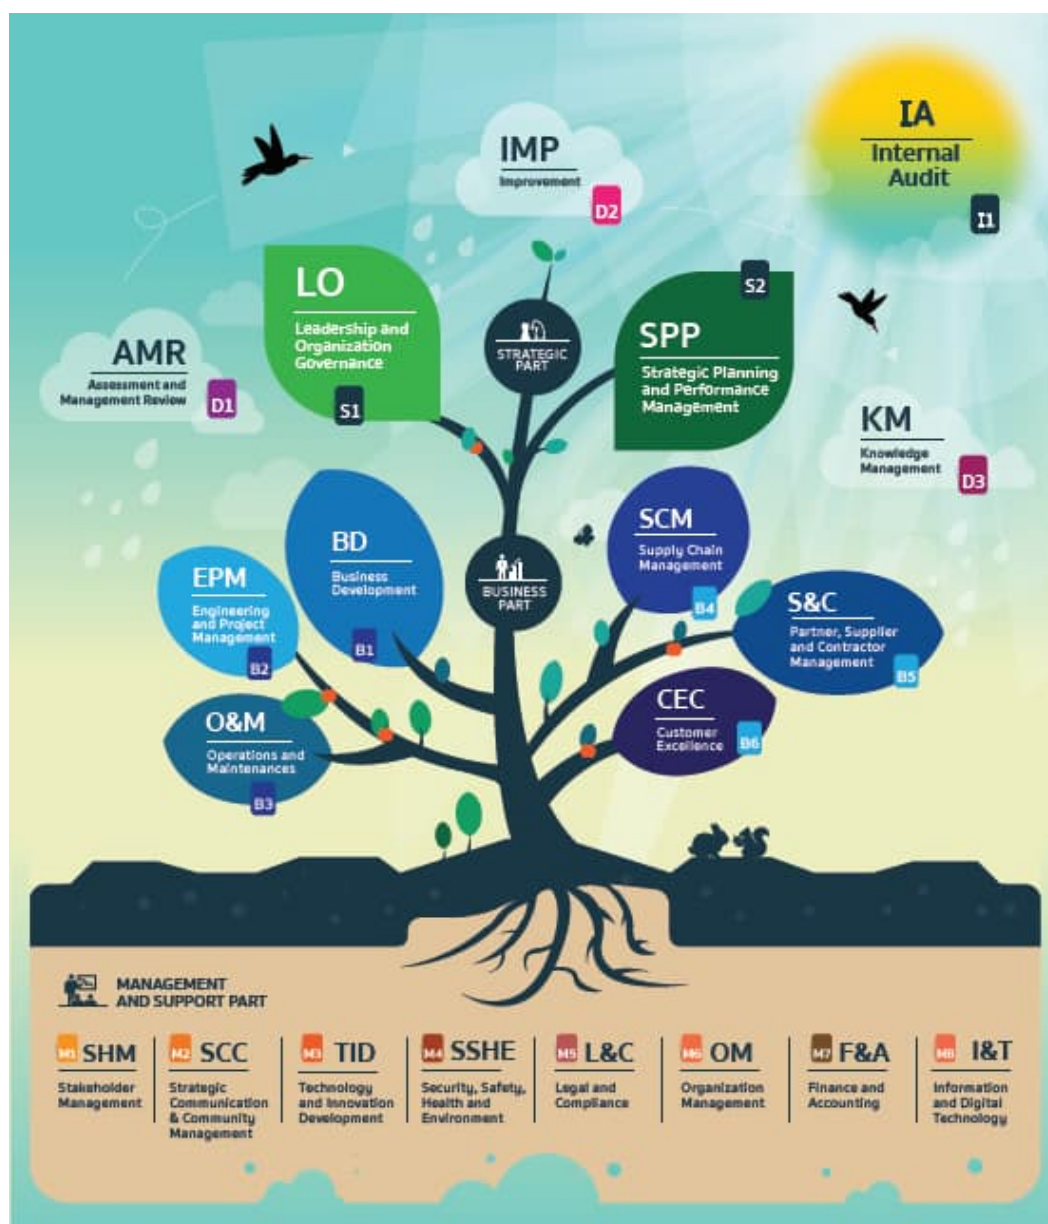 IA
Internal
Audit
I1
IMP
Improvement
D2
LO
Leadership and
Organization
Governance
S1
STRATEGIC
PART
S2
SPP
Strategic Planning
and Performance
Management
AMR
Assessment and
Management Review
D1
KM
Knowledge
Management
D3
BD
Business
Development
B1
BUSINESS
PART
SCM
Supply Chain
Management
B4
EPM
Engineering
and Project
Management
B2
S&C
Partner, Supplier
and Contractor
Management
B5
O&M
Operations and
Maintenances
B3
CEC
Customer
Excellence
B6
MANAGEMENT
AND SUPPORT PART
M1 SHM
Stakeholder
Management
M2 SCC
Strategic
Communication
& Community
Management
M3 TID
Technology
and Innovation
Development
M4 SSHE
Security, Safety,
Health and
Environment
M5 L&C
Legal and
Compliance
M6 OM
Organization
Management
M7 F&A
Finance and
Accounting
M8 I&T
Information
and Digital
Technology